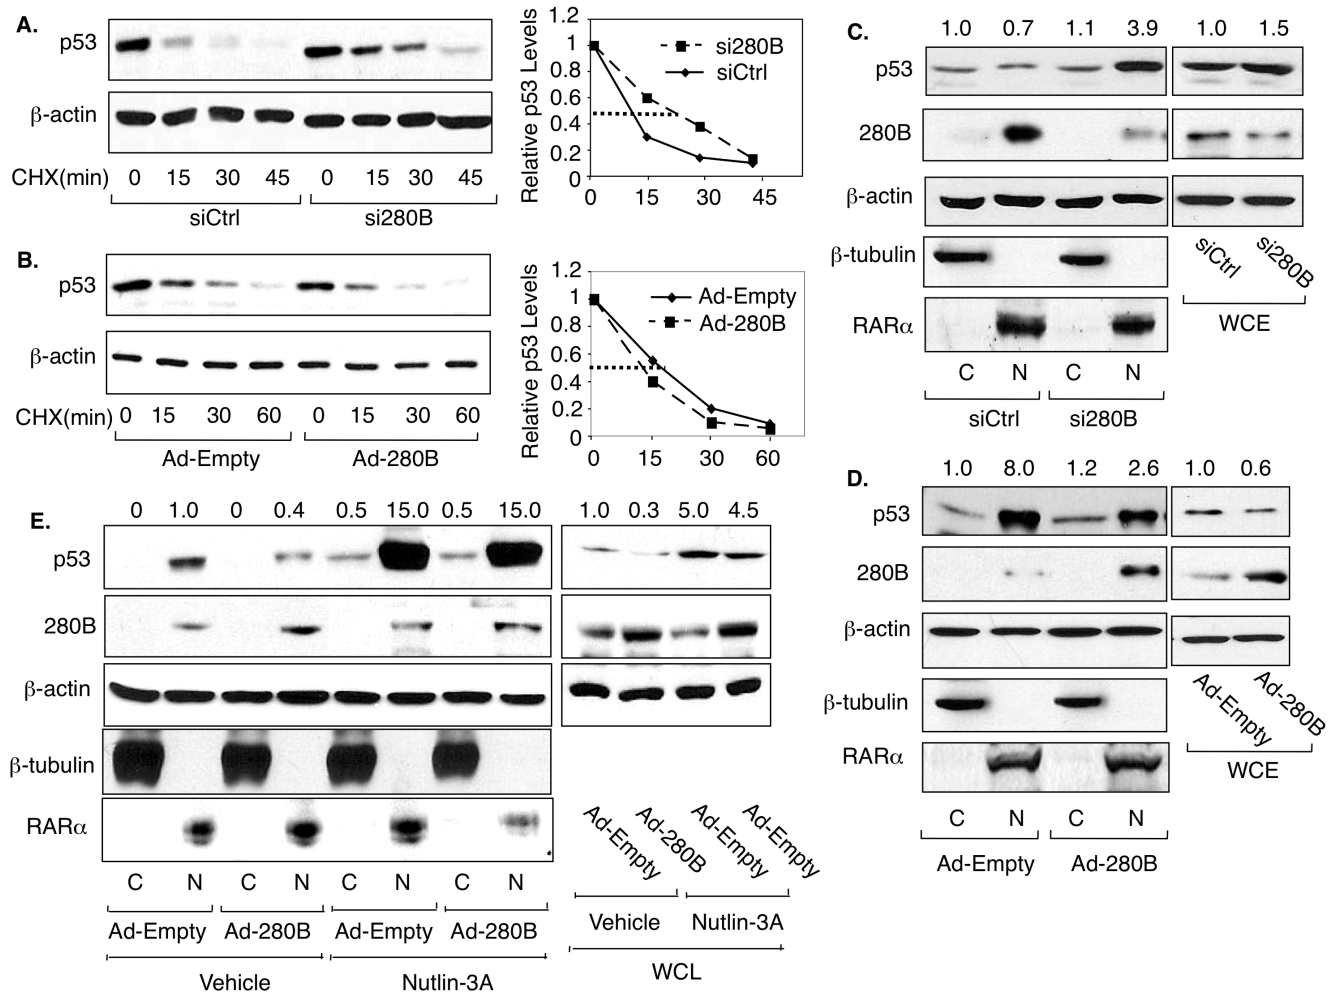 A.
p53
β-actin
CHX(min) 0 15 30 45 0 15 30 45
siCtrl si280B
Relative p53 Levels
1.2
1
0.8
0.6
0.4
0.2
0
0 15 30 45
si280B
siCtrl
B.
p53
β-actin
CHX(min) 0 15 30 60 0 15 30 60
Ad-Empty Ad-280B
Relative p53 Levels
1.2
1
0.8
0.6
0.4
0.2
0
0 15 30 60
Ad-Empty
Ad-280B
C.
1.0 0.7 1.1 3.9 1.0 1.5
p53
280B
β-actin
β-tubulin
RARα
C N C N
siCtrl si280B
siCtrl si280B
WCE
D.
1.0 8.0 1.2 2.6 1.0 0.6
p53
280B
β-actin
β-tubulin
RARα
C N C N
Ad-Empty Ad-280B
Ad-Empty Ad-280B
WCE
E.
0 1.0 0 0.4 0.5 15.0 0.5 15.0 1.0 0.3 5.0 4.5
p53
280B
β-actin
β-tubulin
RARα
C N C N C N C N
Ad-Empty Ad-280B Ad-Empty Ad-280B
Vehicle Nutlin-3A
Ad-Empty Ad-280B Ad-Empty Ad-Empty
Vehicle Nutlin-3A
WCL